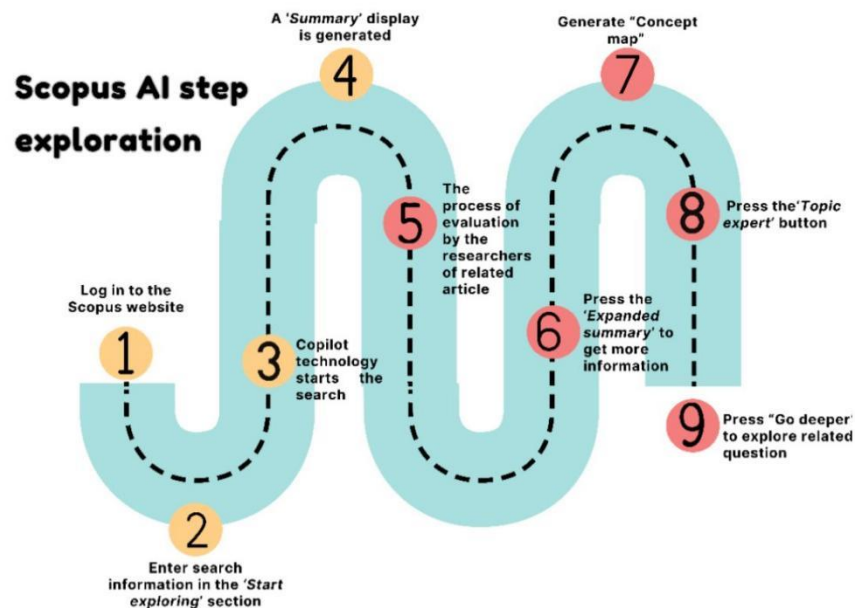 Scopus AI step
exploration
1
Log in to the
Scopus website
2
Enter search
information in the ‘Start
exploring’ section
3
Copilot
technology
starts the
search
4
A ‘Summary’ display
is generated
5
The
process of
evaluation
by the
researchers
of related
article
6
Press the
‘Expanded
summary’ to
get more
information
7
Generate “Concept
map”
8
Press the‘Topic
expert’ button
9
Press “Go deeper’
to explore related
question